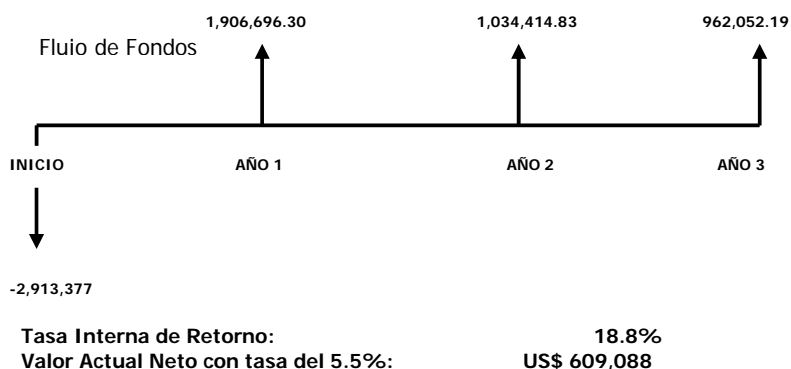 1,906,696.30 1,034,414.83 962,052.19
Fluio de Fondos
INICIO AÑO 1 AÑO 2 AÑO 3
-2,913,377
Tasa Interna de Retorno: 18.8%
Valor Actual Neto con tasa del 5.5%: US$ 609,088